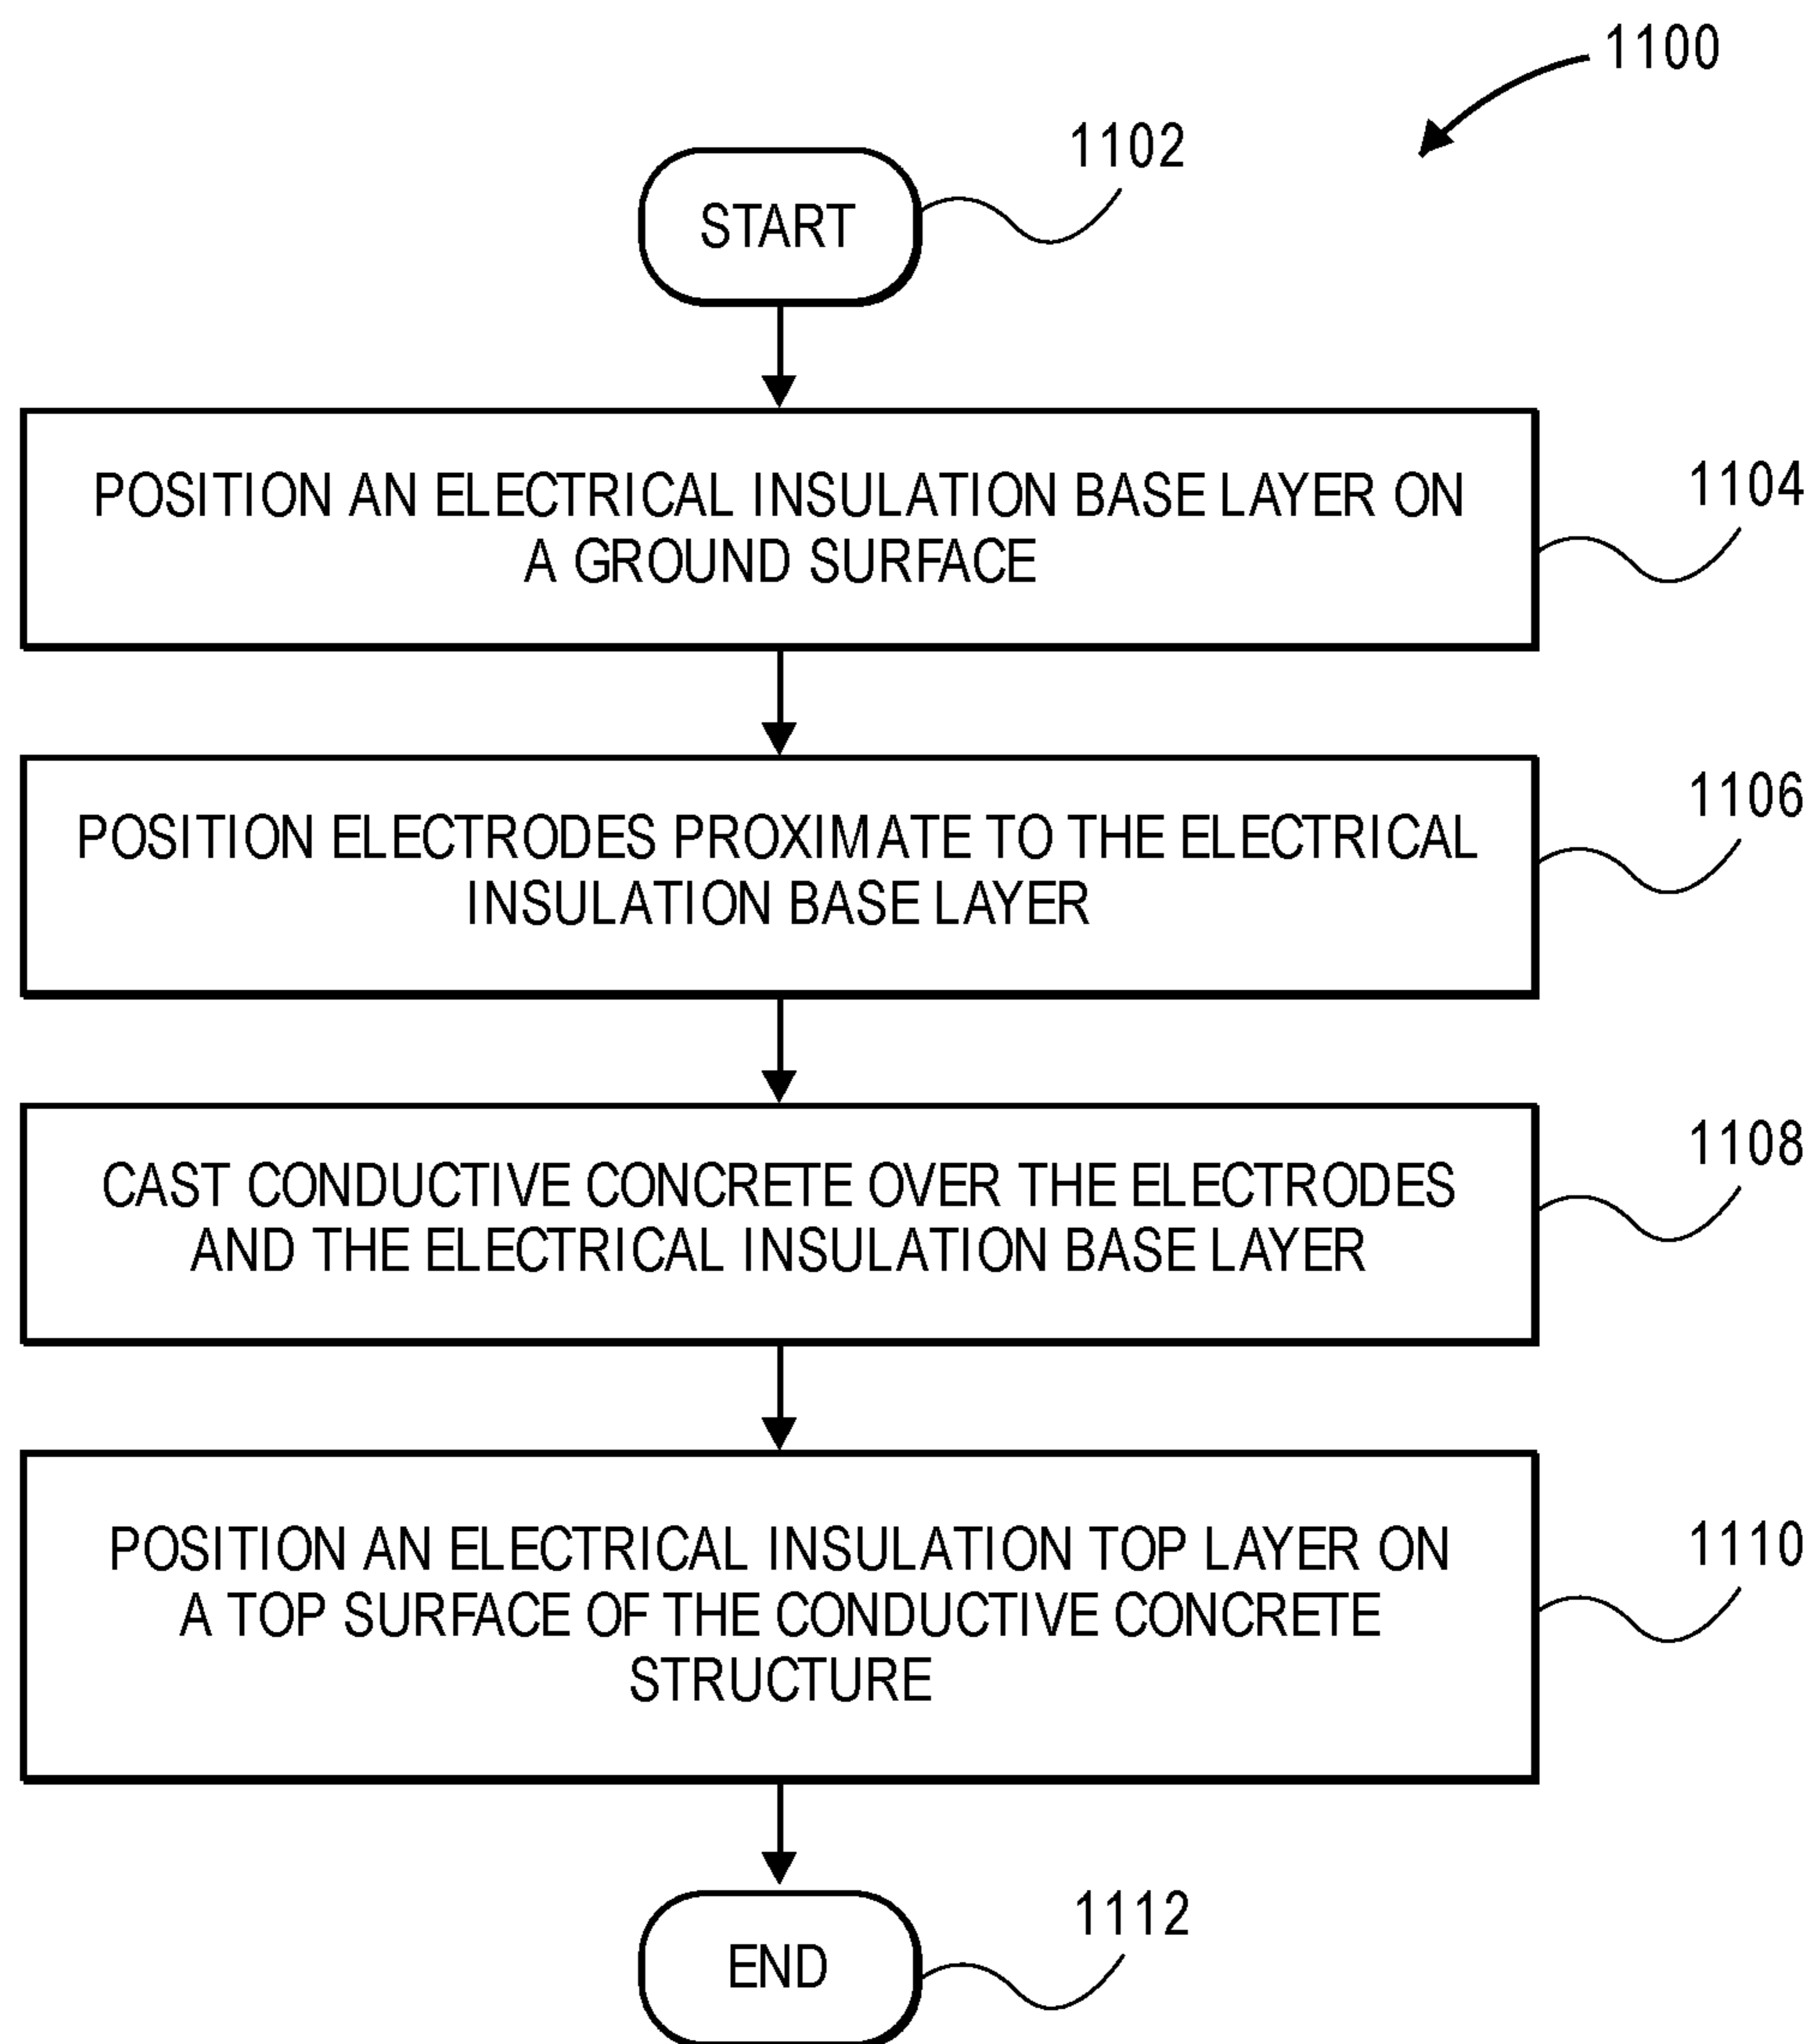 1100
1102
START
1104
POSITION AN ELECTRICAL INSULATION BASE LAYER ON
A GROUND SURFACE
1106
POSITION ELECTRODES PROXIMATE TO THE ELECTRICAL
INSULATION BASE LAYER
1108
CAST CONDUCTIVE CONCRETE OVER THE ELECTRODES
AND THE ELECTRICAL INSULATION BASE LAYER
1110
POSITION AN ELECTRICAL INSULATION TOP LAYER ON
A TOP SURFACE OF THE CONDUCTIVE CONCRETE
STRUCTURE
1112
END